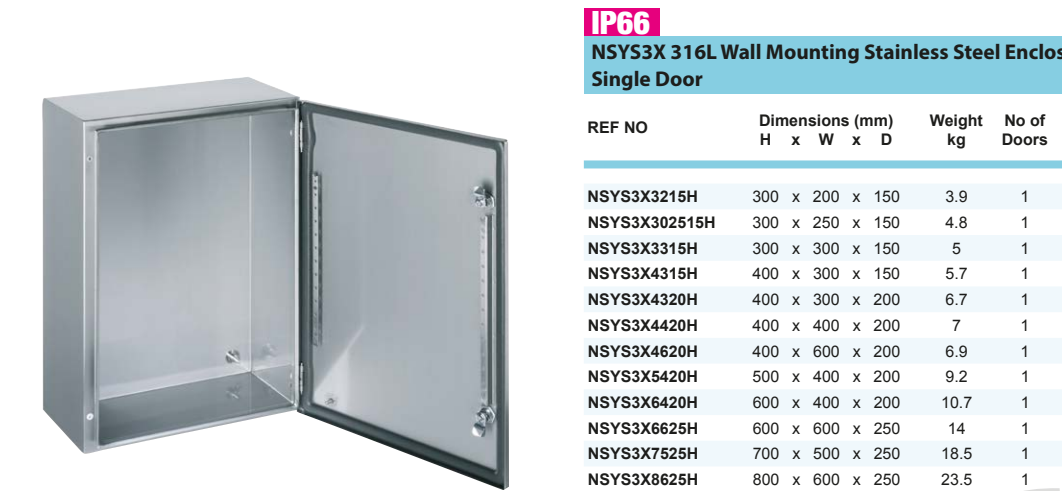 IP66
NSYS3X 316L Wall Mounting Stainless Steel Enclos
Single Door
REF NO Dimensions (mm) Weight No of
H x W x D kg Doors
NSYS3X3215H 300 x 200 x 150 3.9 1
NSYS3X302515H 300 x 250 x 150 4.8 1
NSYS3X3315H 300 x 300 x 150 5 1
NSYS3X4315H 400 x 300 x 150 5.7 1
NSYS3X4320H 400 x 300 x 200 6.7 1
NSYS3X4420H 400 x 400 x 200 7 1
NSYS3X4620H 400 x 600 x 200 6.9 1
NSYS3X5420H 500 x 400 x 200 9.2 1
NSYS3X6420H 600 x 400 x 200 10.7 1
NSYS3X6625H 600 x 600 x 250 14 1
NSYS3X7525H 700 x 500 x 250 18.5 1
NSYS3X8625H 800 x 600 x 250 23.5 1